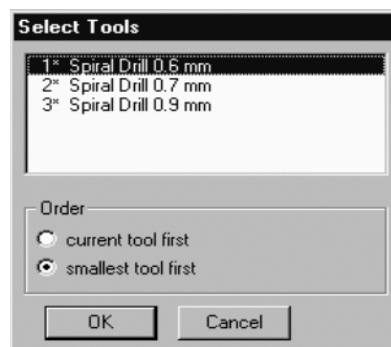 Select Tools
1* Spiral Drill 0.6 mm
2* Spiral Drill 0.7 mm
3* Spiral Drill 0.9 mm
Order
current tool first
smallest tool first
OK Cancel